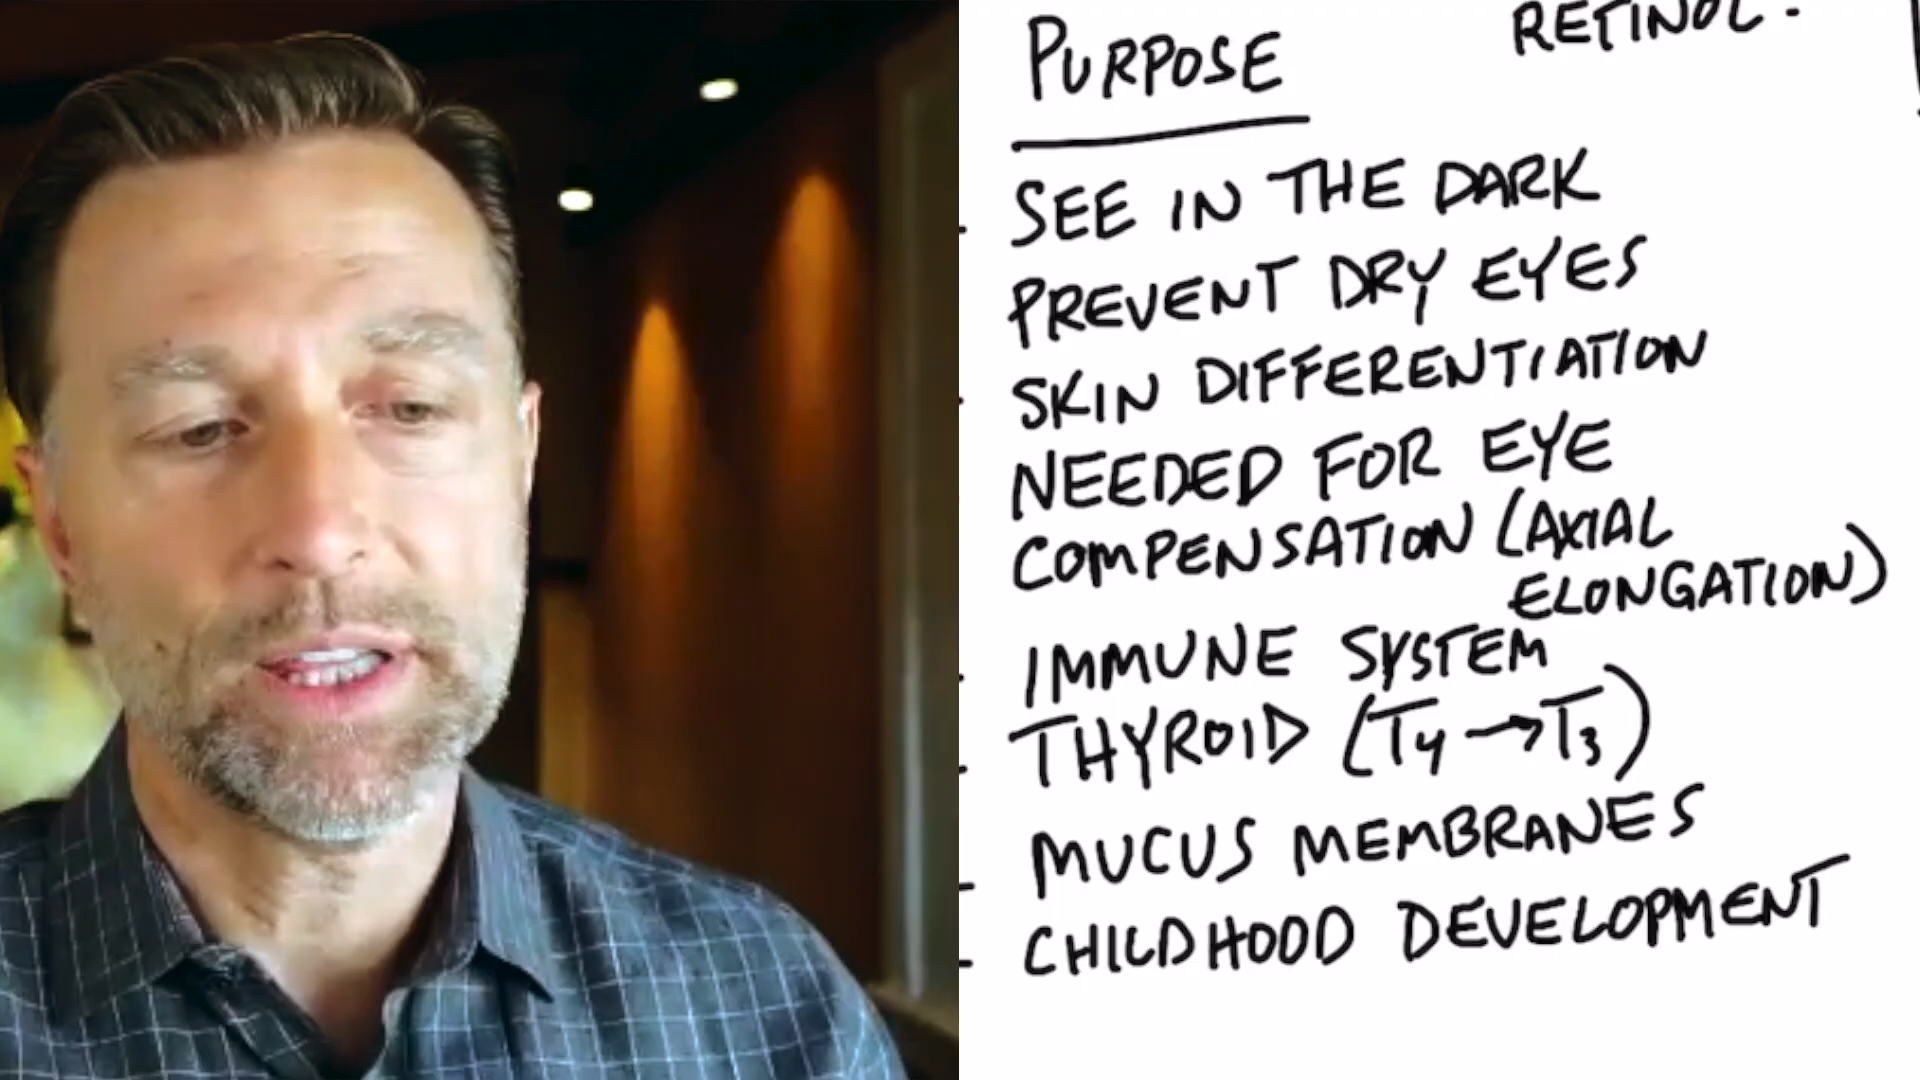 PURPOSE
RETINOL.
- SEE IN THE DARK
PREVENT DRY EYES
- SKIN DIFFERENTIATION
NEEDED FOR EYE
COMPENSATION (AXIAL
ELONGATION)
- IMMUNE SYSTEM
- THYROID (T4→T3)
- MUCUS MEMBRANES
- CHILDHOOD DEVELOPMENT